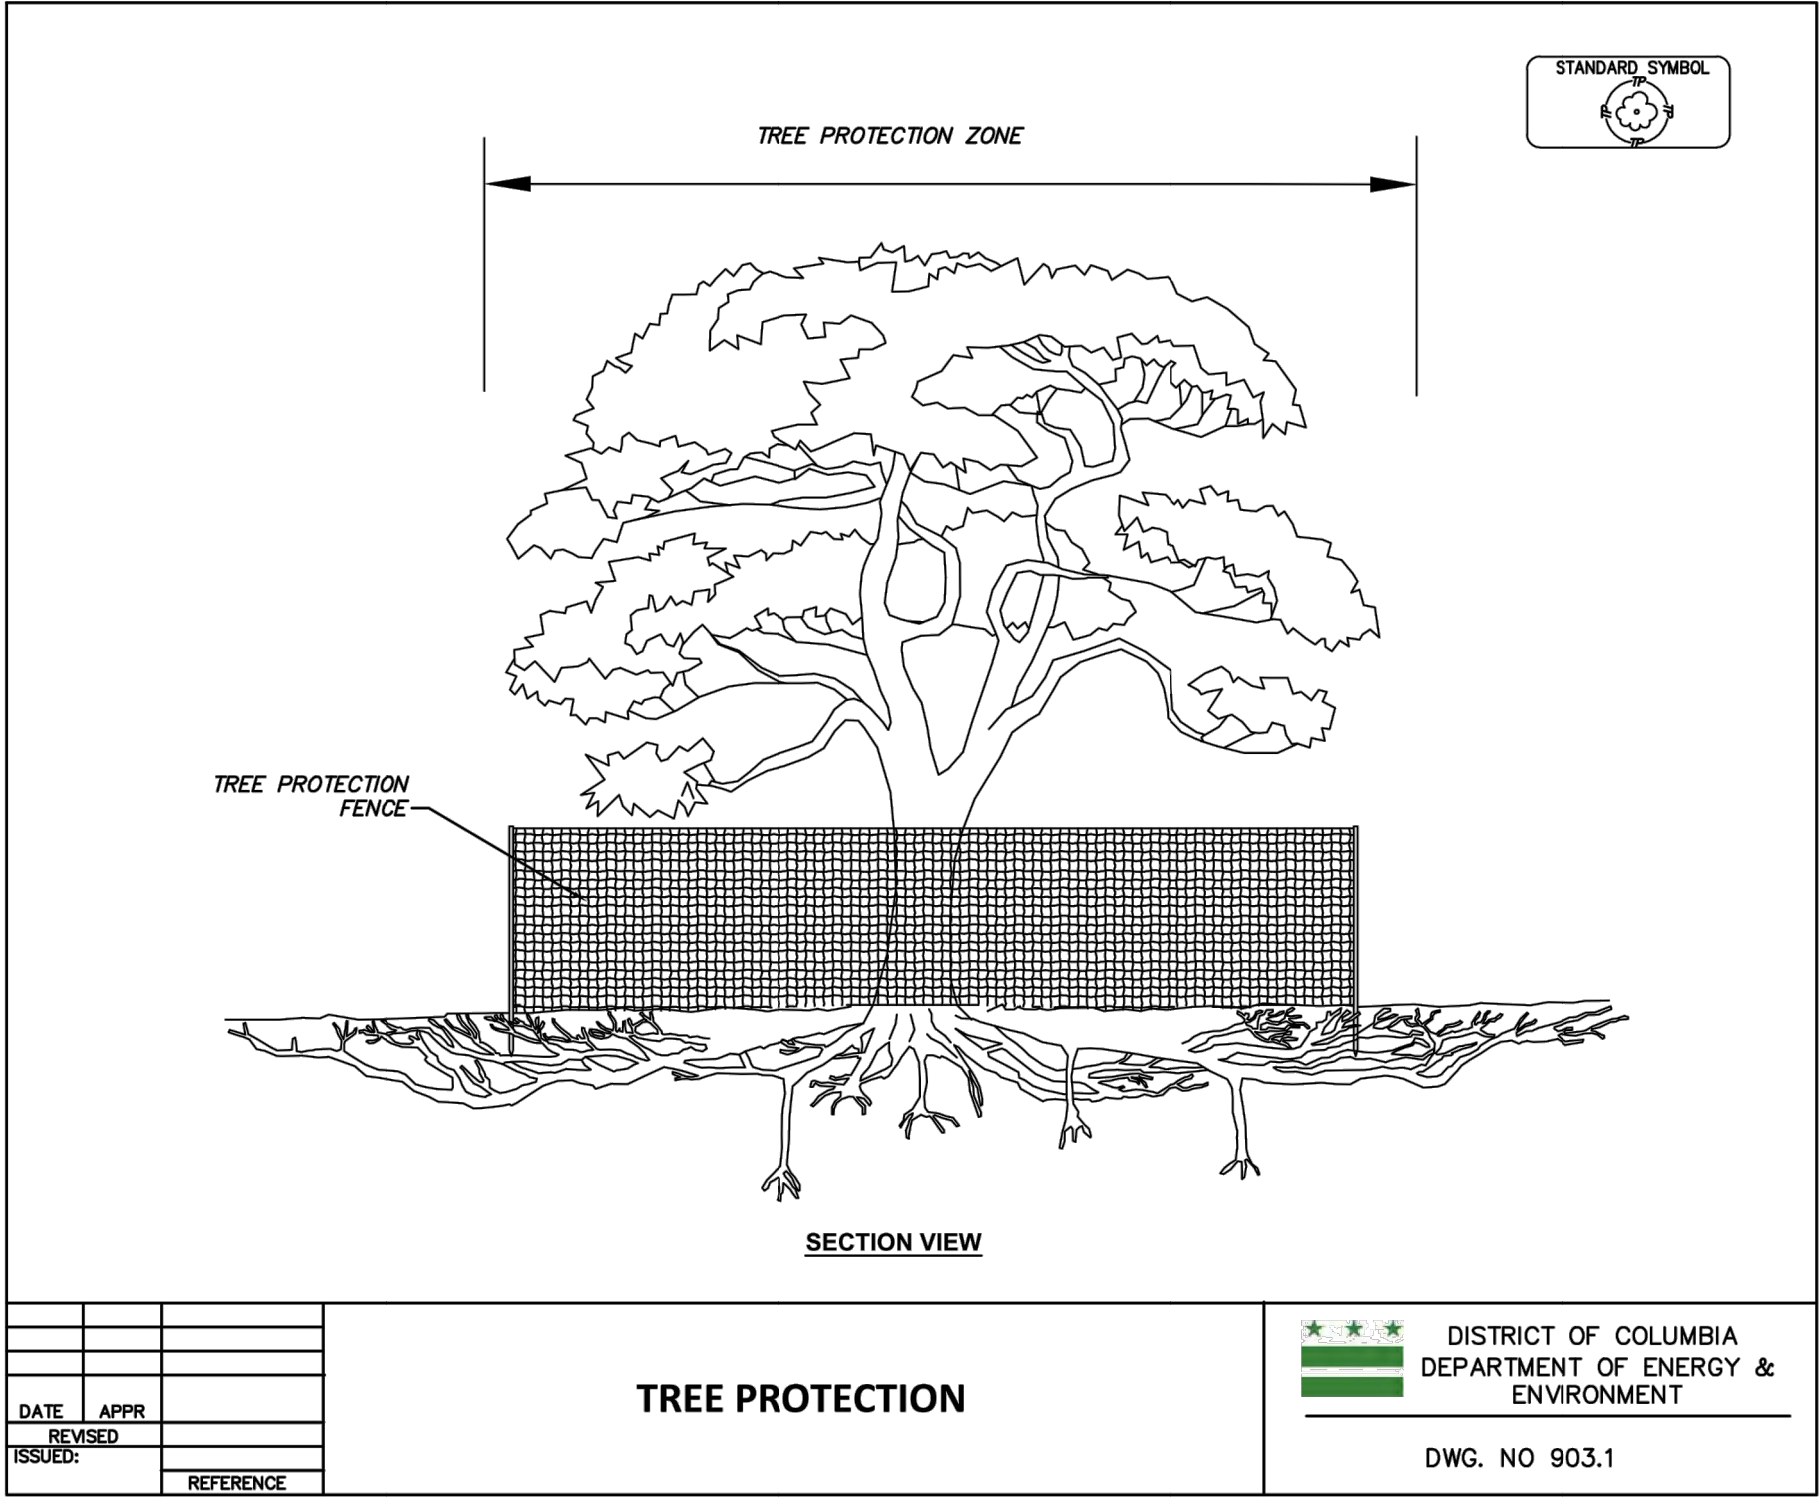 STANDARD SYMBOL
TP
TP
TP
TP
TREE PROTECTION ZONE
TREE PROTECTION
FENCE
SECTION VIEW
DATE APPR
REVISED
ISSUED:
REFERENCE
TREE PROTECTION
DISTRICT OF COLUMBIA
DEPARTMENT OF ENERGY &
ENVIRONMENT
DWG. NO 903.1